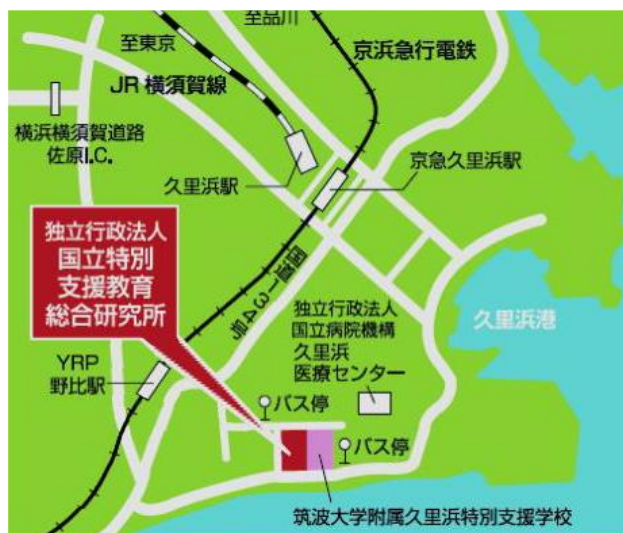 至品川
至東京
京浜急行電鉄
JR横須賀線
横浜横須賀道路
佐原I.C.
久里浜駅
京急久里浜駅
独立行政法人
国立特別
支援教育
総合研究所
国道134号
独立行政法人
国立病院機構
久里浜
医療センター
久里浜港
YRP
野比駅
バス停
バス停
筑波大学附属久里浜特別支援学校